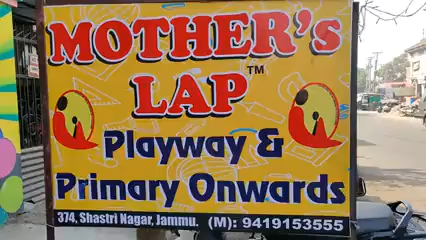 MOTHER's
LAP™
Playway &
Primary Onwards
374, Shastri Nagar, Jammu. (M): 9419153555